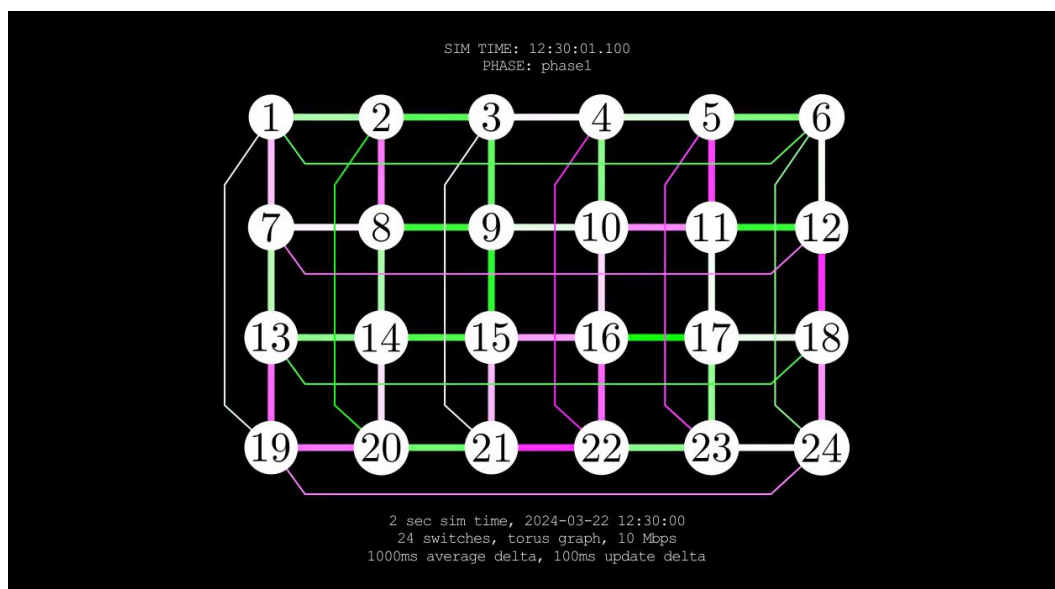 SIM TIME: 12:30:01.100
PHASE: phase1
1 2 3 4 5 6
7 8 9 10 11 12
13 14 15 16 17 18
19 20 21 22 23 24
2 sec sim time, 2024-03-22 12:30:00
24 switches, torus graph, 10 Mbps
1000ms average delta, 100ms update delta